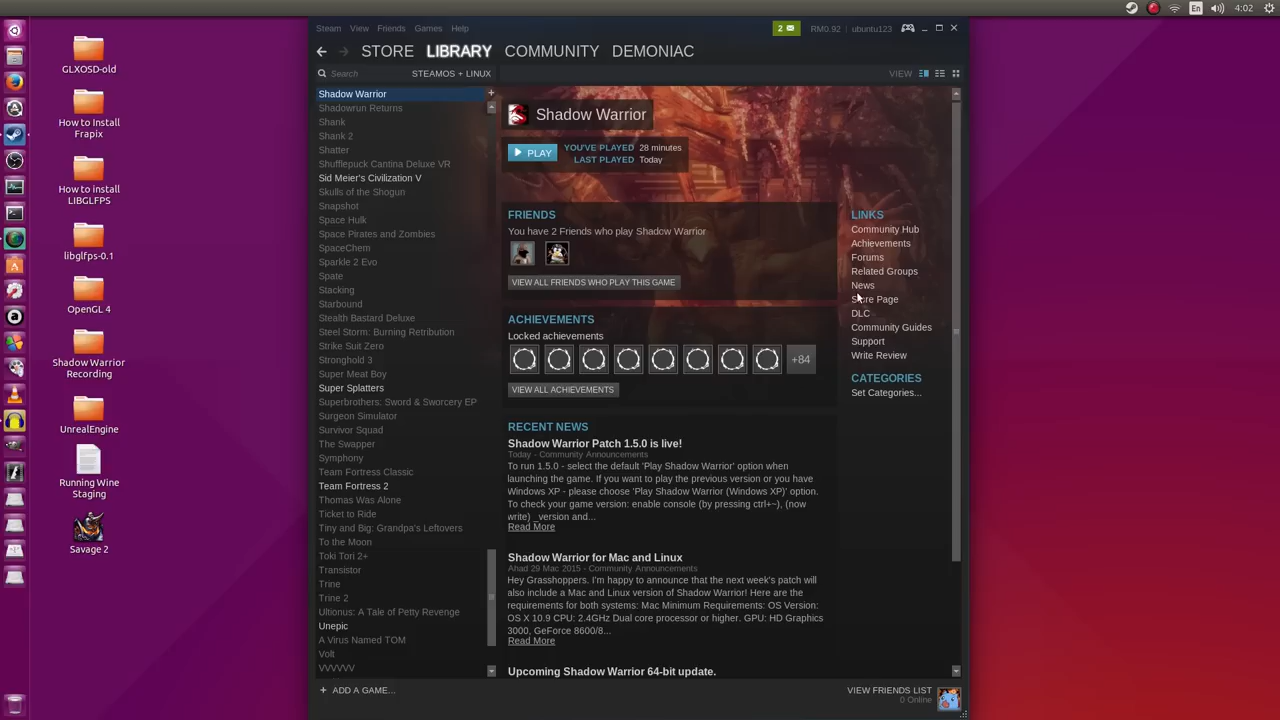 En
4:02
Steam View Friends Games Help
2
RM0.92
ubuntu123
STORE LIBRARY COMMUNITY DEMONIAC
Search
STEAMOS + LINUX
VIEW
GLXOSD-old
How to Install
Frapix
How to install
LIBGLFPS
libglfps-0.1
OpenGL 4
Shadow Warrior
Recording
UnrealEngine
Running Wine
Staging
Savage 2
Shadow Warrior
Shadowrun Returns
Shank
Shank 2
Shatter
Shufflepuck Cantina Deluxe VR
Sid Meier's Civilization V
Skulls of the Shogun
Snapshot
Space Hulk
Space Pirates and Zombies
SpaceChem
Sparkle 2 Evo
Spate
Stacking
Starbound
Stealth Bastard Deluxe
Steel Storm: Burning Retribution
Strike Suit Zero
Stronghold 3
Super Meat Boy
Super Splatters
Superbrothers: Sword & Sworcery EP
Surgeon Simulator
Survivor Squad
The Swapper
Symphony
Team Fortress Classic
Team Fortress 2
Thomas Was Alone
Ticket to Ride
Tiny and Big: Grandpa's Leftovers
To the Moon
Toki Tori 2+
Transistor
Trine
Trine 2
Ultionus: A Tale of Petty Revenge
Unepic
A Virus Named TOM
Volt
VVVVVV
+ ADD A GAME...
Shadow Warrior
PLAY
YOU'VE PLAYED 28 minutes
LAST PLAYED Today
FRIENDS
You have 2 Friends who play Shadow Warrior
VIEW ALL FRIENDS WHO PLAY THIS GAME
ACHIEVEMENTS
Locked achievements
+84
VIEW ALL ACHIEVEMENTS
RECENT NEWS
Shadow Warrior Patch 1.5.0 is live!
Today - Community Announcements
To run 1.5.0 - select the default 'Play Shadow Warrior' option when
launching the game. If you want to play the previous version or you have
Windows XP - please choose 'Play Shadow Warrior (Windows XP)' option.
To check your game version: enable console (by pressing ctrl+~), (now
write) _version and...
Read More
Shadow Warrior for Mac and Linux
Ahad 29 Mac 2015 - Community Announcements
Hey Grasshoppers. I'm happy to announce that the next week's patch will
also include a Mac and Linux version of Shadow Warrior! Here are the
requirements for both systems: Mac Minimum Requirements: OS Version:
OS X 10.9 CPU: 2.4GHz Dual core processor or higher. GPU: HD Graphics
3000, GeForce 8600/8...
Read More
Upcoming Shadow Warrior 64-bit update.
LINKS
Community Hub
Achievements
Forums
Related Groups
News
Store Page
DLC
Community Guides
Support
Write Review
CATEGORIES
Set Categories...
VIEW FRIENDS LIST
0 Online